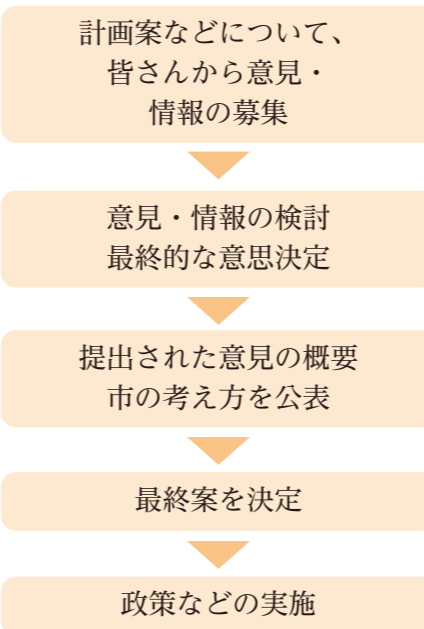 計画案などについて、
皆さんから意見・
情報の募集
意見・情報の検討
最終的な意思決定
提出された意見の概要
市の考え方を公表
最終案を決定
政策などの実施